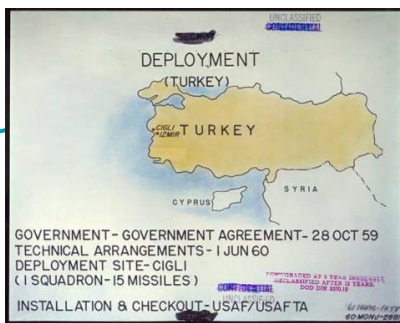 UNCLASSIFIED
CONFIDENTIAL
DEPLOYMENT
(TURKEY)
CIGLI
IZMIR
TURKEY
CYPRUS
SYRIA
GOVERNMENT-GOVERNMENT AGREEMENT-28 OCT 59
TECHNICAL ARRANGEMENTS-1 JUN 60
DEPLOYMENT SITE-CIGLI
(1 SQUADRON-15 MISSILES)
DOWNGRADED AT 3 YEAR INTERVALS
DECLASSIFIED AFTER 12 YEARS.
DOD DIR 5200.10
CONFIDENTIAL
UNCLASSIFIED
INSTALLATION & CHECKOUT-USAF/USAFTA